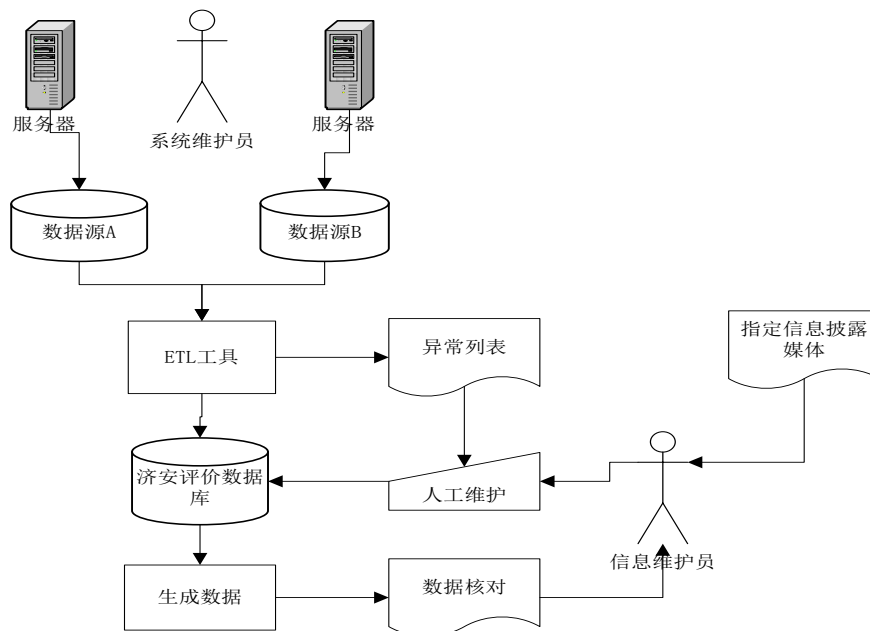 服务器
系统维护员
服务器
数据源A
数据源B
ETL工具
异常列表
指定信息披露
媒体
济安评价数据
库
人工维护
信息维护员
生成数据
数据核对